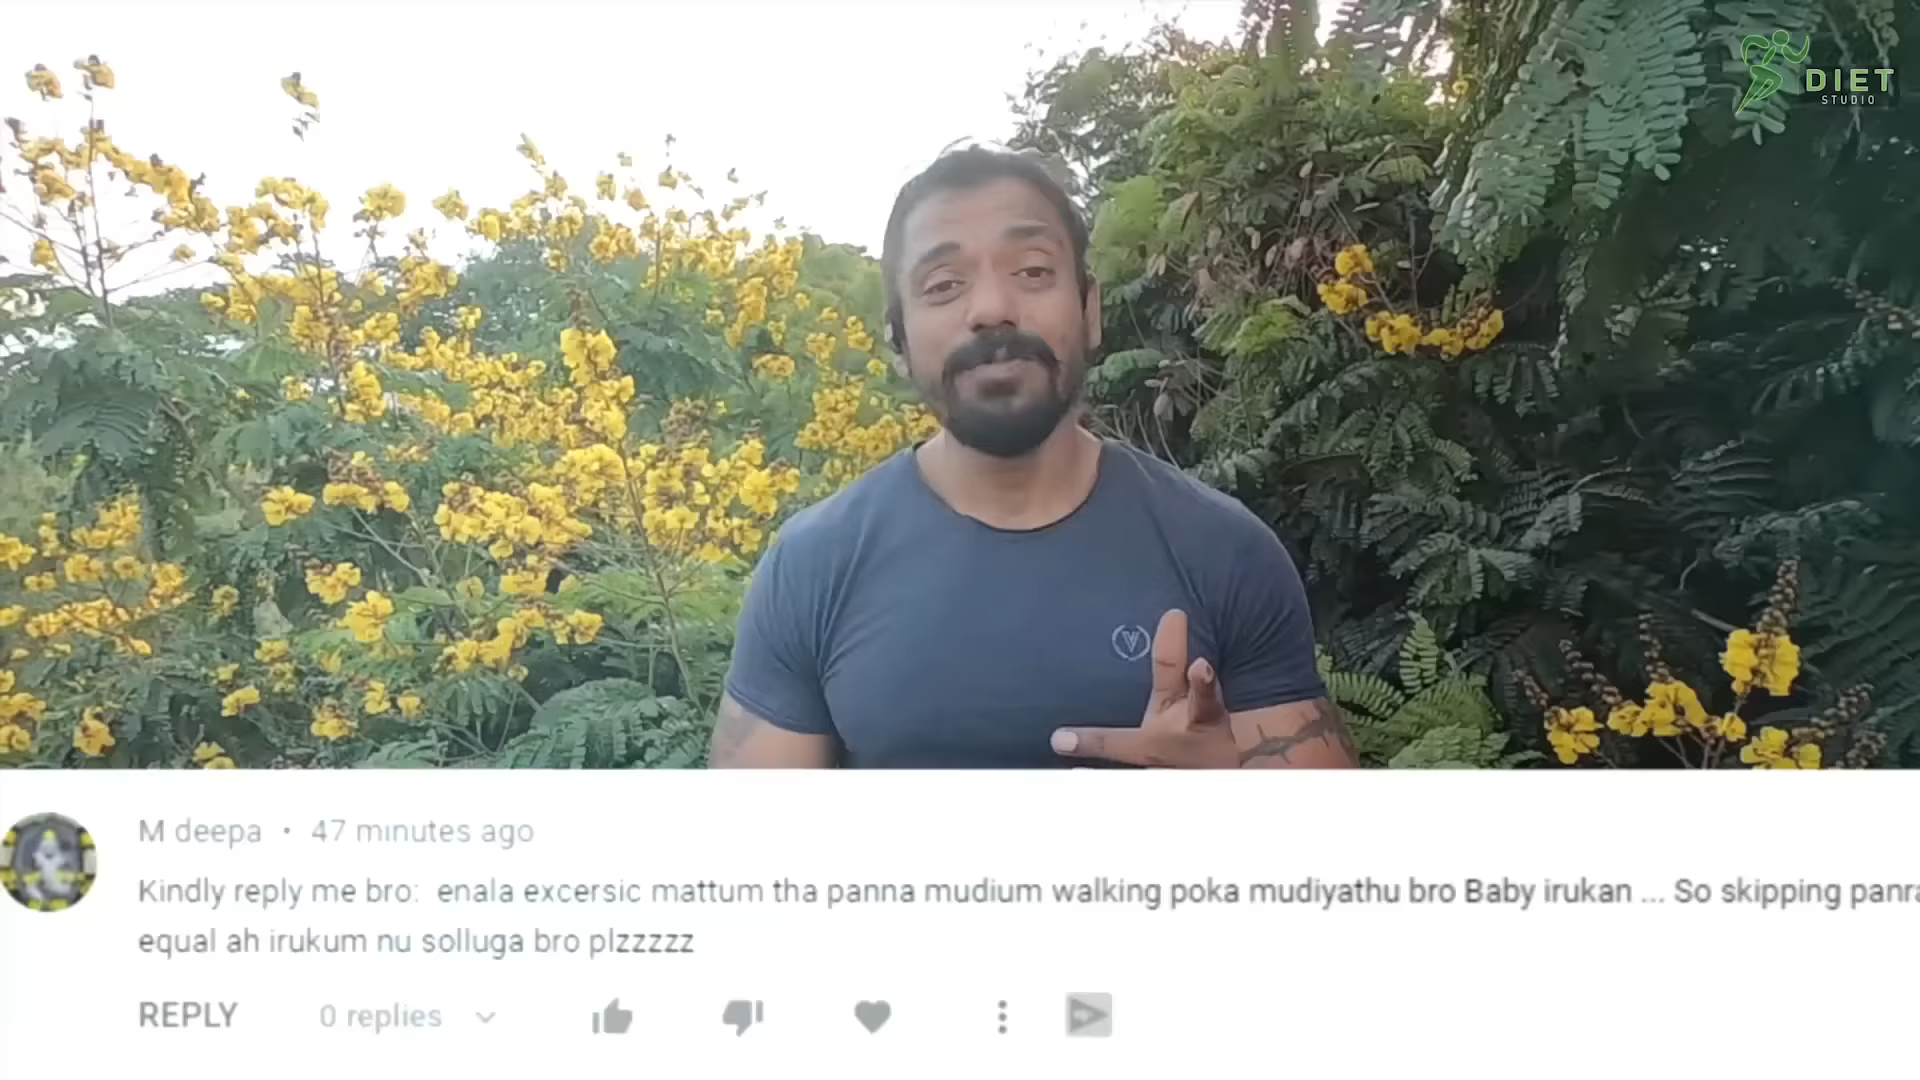 DIET
STUDIO
M deepa • 47 minutes ago
Kindly reply me bro: enala excersic mattum tha panna mudium walking poka mudiyathu bro Baby irukan ... So skipping panra
equal ah irukum nu solluga bro plzzzzz
REPLY 0 replies